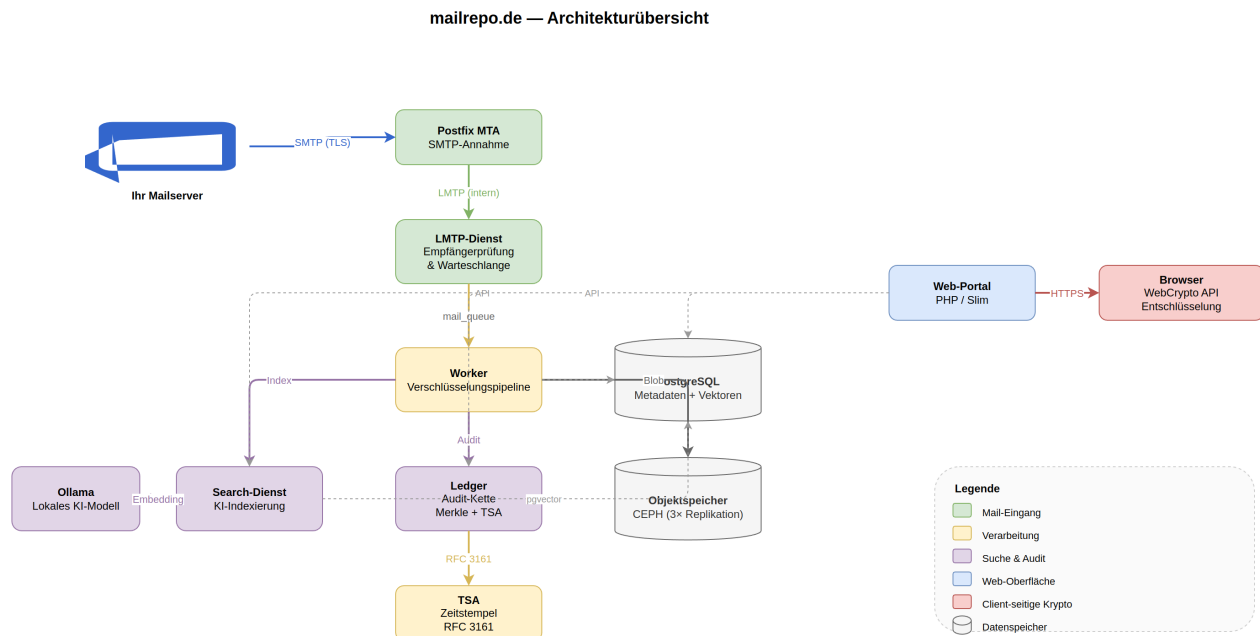 mailrepo.de — Architekturübersicht
Postfix MTA
SMTP-Annahme
SMTP (TLS)
Ihr Mailserver
LMTP (intern)
LMTP-Dienst
Empfängerprüfung
& Warteschlange
API
API
mail_queue
Web-Portal
PHP / Slim
HTTPS
Browser
WebCrypto API
Entschlüsselung
Index
Worker
Verschlüsselungspipeline
Blob
ostgreSQL
Metadaten + Vektoren
Audit
Ollama
Lokales KI-Modell
Embedding
Search-Dienst
KI-Indexierung
Ledger
Audit-Kette
Merkle + TSA
pgvector
Objektspeicher
CEPH (3× Replikation)
RFC 3161
TSA
Zeitstempel
RFC 3161
Legende
Mail-Eingang
Verarbeitung
Suche & Audit
Web-Oberfläche
Client-seitige Krypto
Datenspeicher